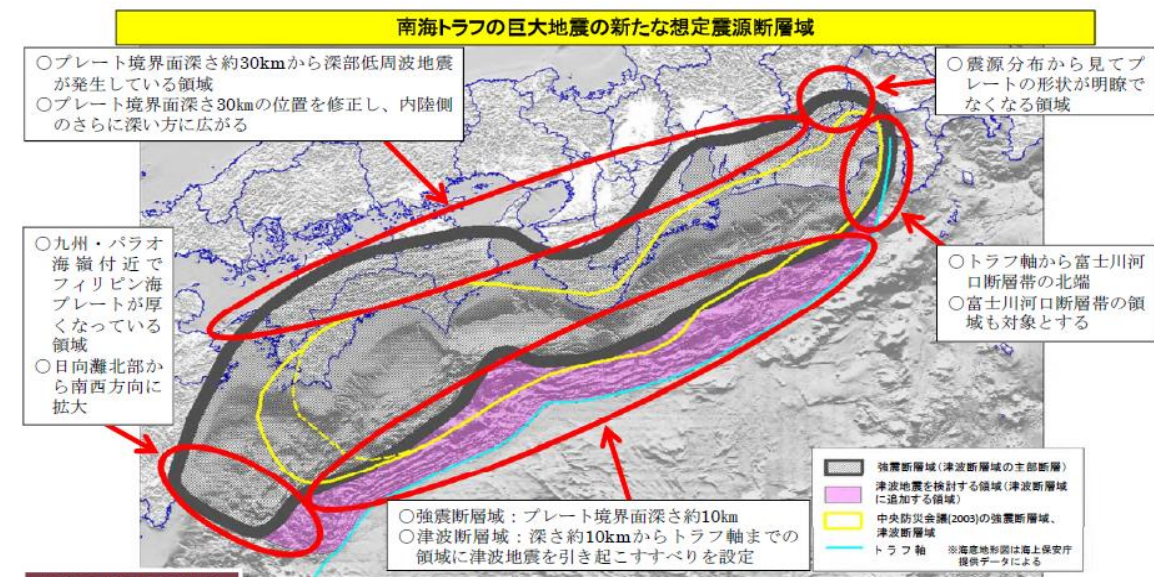 南海トラフの巨大地震の新たな想定震源断層域
○プレート境界面深さ約30kmから深部低周波地震
が発生している領域
○プレート境界面深さ30㎞の位置を修正し、内陸側
のさらに深い方に広がる
○震源分布から見てプ
レートの形状が明瞭で
なくなる領域
○九州・パラオ
海嶺付近で
フィリピン海
プレートが厚
くなっている
領域
○日向灘北部か
ら南西方向に
拡大
○トラフ軸から富士川河
口断層帯の北端
○富士川河口断層帯の領
域も対象とする
○強震断層域：プレート境界面深さ約10㎞
○津波断層域：深さ約10㎞からトラフ軸までの
領域に津波地震を引き起こすすべりを設定
強震断層域(津波断層域の主部断層)
津波地震を検討する領域(津波断層域
に追加する領域)
中央防災会議(2003)の強震断層域、
津波断層域
トラフ軸 ※海底地形図は海上保安庁
提供データによる